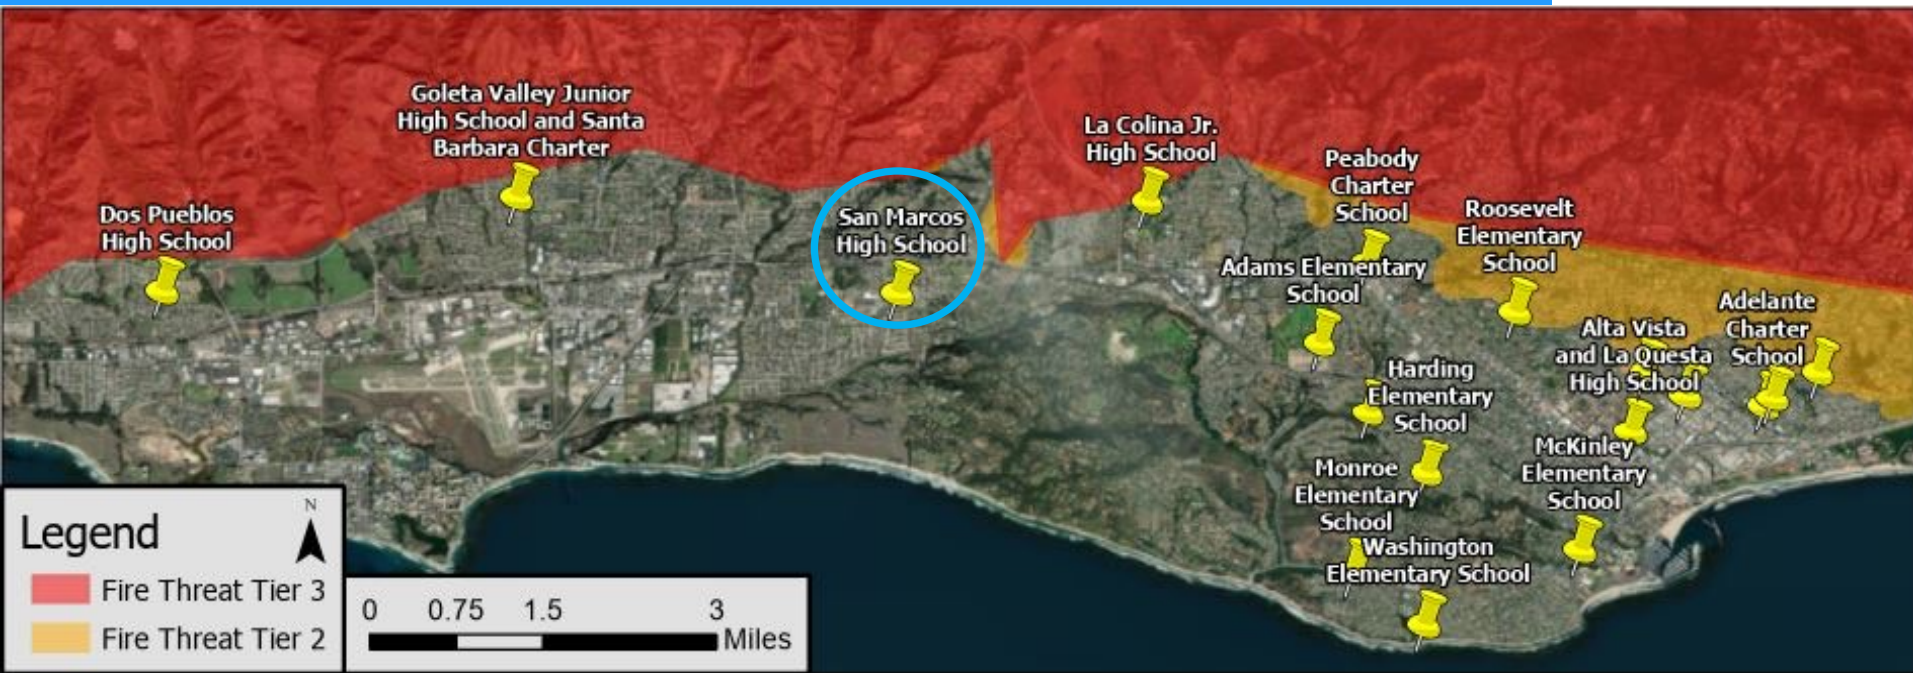 Goleta Valley Junior
High School and Santa
Barbara Charter
Dos Pueblos
High School
San Marcos
High School
La Colina Jr.
High School
Peabody
Charter
School
Roosevelt
Elementary
School
Adams Elementary
School
Adelante
Charter
School
Alta Vista
and La Questa
High School
Harding
Elementary
School
McKinley
Elementary
School
Monroe
Elementary
School
Washington
Elementary School
Legend
N
Fire Threat Tier 3
Fire Threat Tier 2
0 0.75 1.5 3
Miles